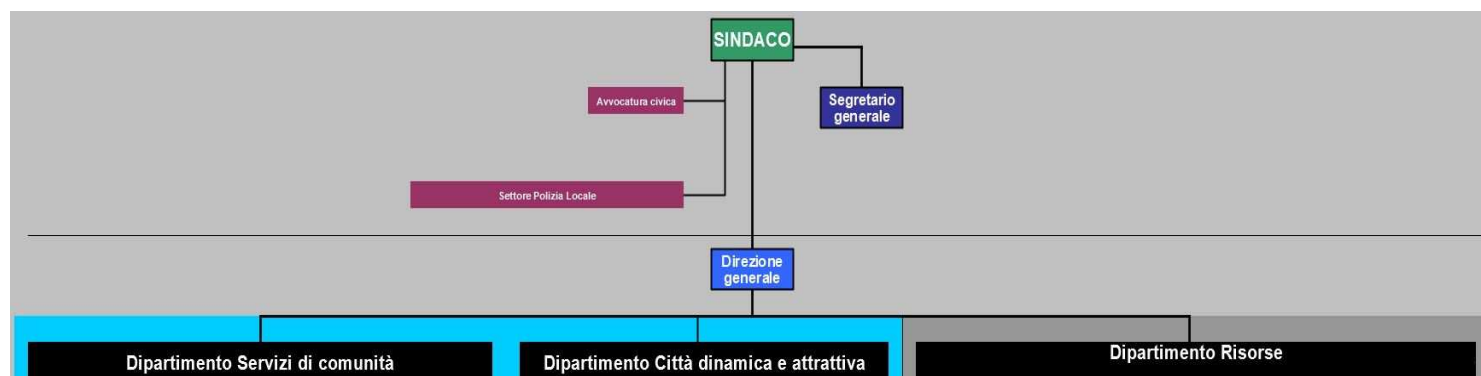 SINDACO
Avvocatura civica
Segretario
generale
Settore Polizia Locale
Direzione
generale
Dipartimento Servizi di comunità
Dipartimento Città dinamica e attrattiva
Dipartimento Risorse